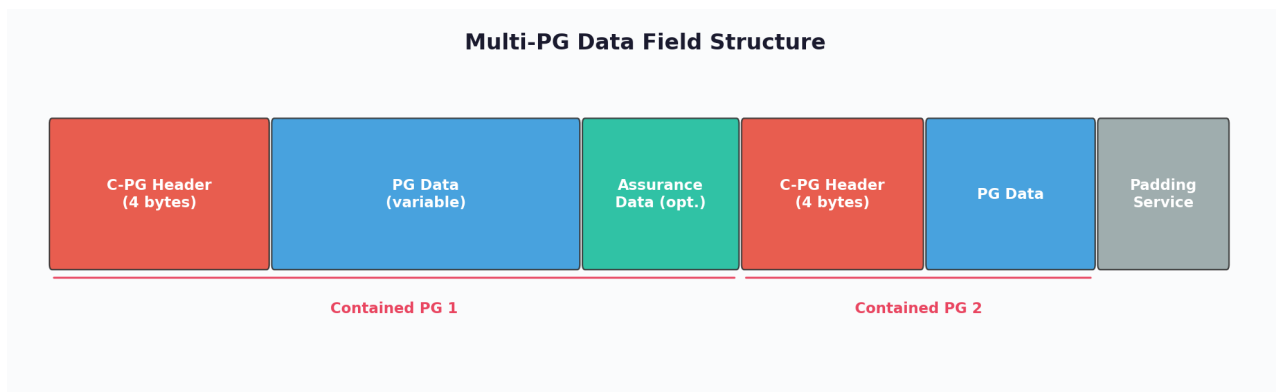 Multi-PG Data Field Structure
C-PG Header
(4 bytes)
PG Data
(variable)
Assurance
Data (opt.)
C-PG Header
(4 bytes)
PG Data
Padding
Service
Contained PG 1
Contained PG 2